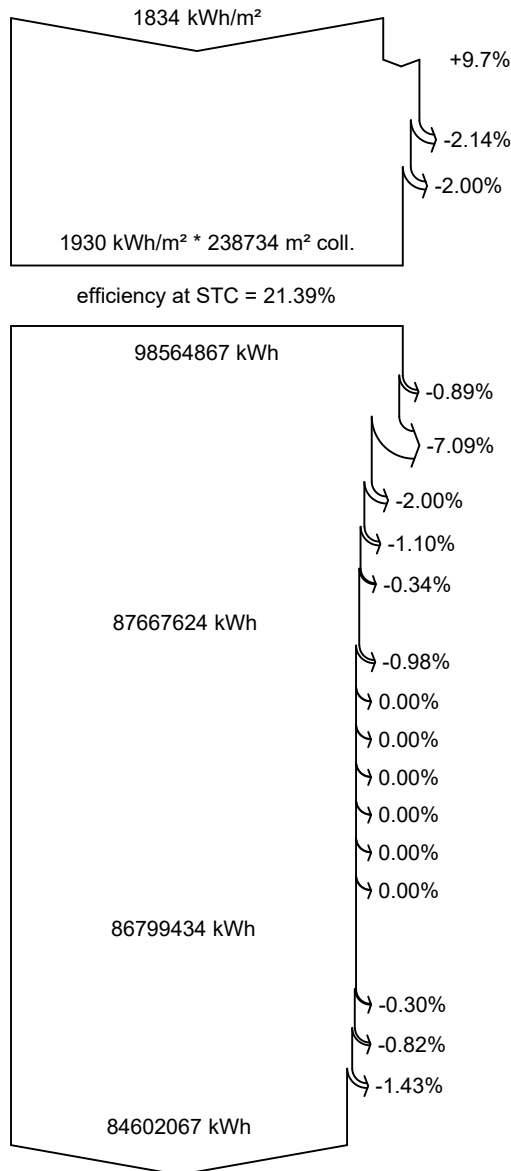 1834 kWh/m²
+9.7%
-2.14%
-2.00%
1930 kWh/m² * 238734 m² coll.
efficiency at STC = 21.39%
98564867 kWh
-0.89%
-7.09%
-2.00%
-1.10%
-0.34%
87667624 kWh
-0.98%
0.00%
0.00%
0.00%
0.00%
0.00%
0.00%
86799434 kWh
-0.30%
-0.82%
-1.43%
84602067 kWh